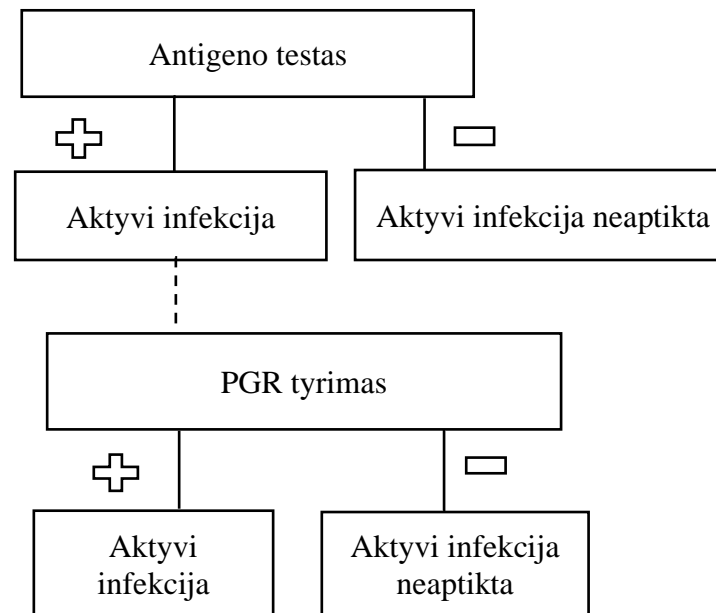 Antigeno testas
Aktyvi infekcija
Aktyvi infekcija neaptikta
PGR tyrimas
Aktyvi
infekcija
Aktyvi infekcija
neaptikta